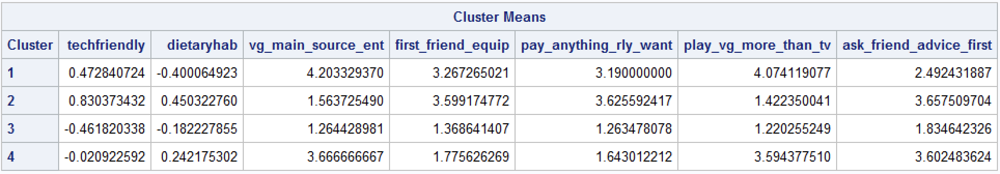 Cluster Means
Cluster techfriendly dietaryhab vg_main_source_ent first_friend_equip pay_anything_rly_want play_vg_more_than_tv ask_friend_advice_first
1 0.472840724 -0.400064923 4.203329370 3.267265021 3.190000000 4.074119077 2.492431887
2 0.830373432 0.450322760 1.563725490 3.599174772 3.625592417 1.422350041 3.657509704
3 -0.461820338 -0.182227855 1.264428981 1.368641407 1.263478078 1.220255249 1.834642326
4 -0.020922592 0.242175302 3.666666667 1.775626269 1.643012212 3.594377510 3.602483624